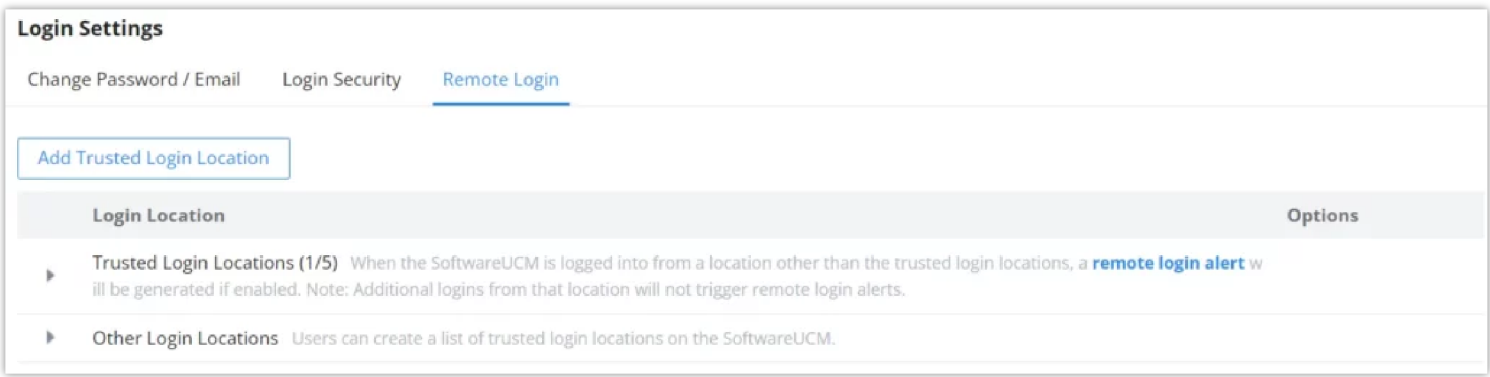 Login Settings
Change Password / Email Login Security Remote Login
Add Trusted Login Location
Login Location Options
Trusted Login Locations (1/5) When the SoftwareUCM is logged into from a location other than the trusted login locations, a remote login alert w
ill be generated if enabled. Note: Additional logins from that location will not trigger remote login alerts.
Other Login Locations Users can create a list of trusted login locations on the SoftwareUCM.